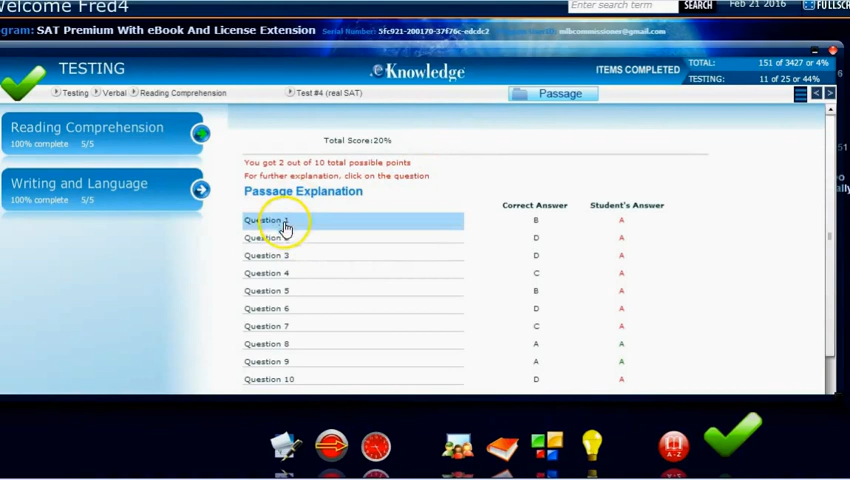 Welcome Fred4
Enter search term
SEARCH
Feb 21 2016
FULLSCR
gram: SAT Premium With eBook And License Extension
Serial Number: 5fc921-200170-37f76c-edcdc2
mlbcommissioner@gmail.com
TESTING
eKnowledge
ITEMS COMPLETED
TOTAL: 151 of 3427 or 4%
TESTING: 11 of 25 or 44%
Testing Verbal Reading Comprehension
Test #4 (real SAT)
Passage
< >
Reading Comprehension
100% complete 5/5
Writing and Language
100% complete 5/5
Total Score:20%
You got 2 out of 10 total possible points
For further explanation, click on the question
Passage Explanation
Correct Answer Student's Answer
Question 1 B A
Question 2 D A
Question 3 D A
Question 4 C A
Question 5 B A
Question 6 D A
Question 7 C A
Question 8 A A
Question 9 A A
Question 10 D A
A-Z